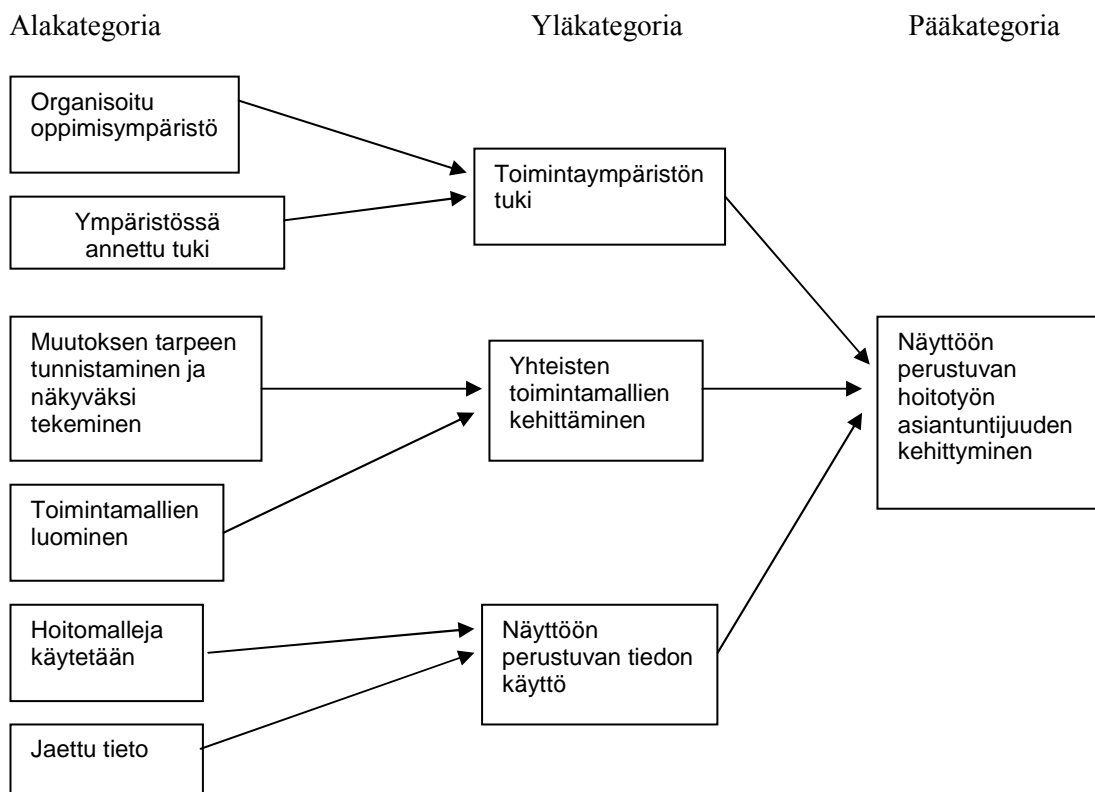 Alakategoria
Yläkategoria
Pääkategoria
Organisoitu
oppimisympäristö
Ympäristössä
annettu tuki
Toimintaympäristön
tuki
Muutoksen tarpeen
tunnistaminen ja
näkyväksi
tekeminen
Yhteisten
toimintamallien
kehittäminen
Näyttöön
perustuvan
hoitotyön
asiantuntijuuden
kehittyminen
Toimintamallien
luominen
Hoitomalleja
käytetään
Näyttöön
perustuvan tiedon
käyttö
Jaettu tieto